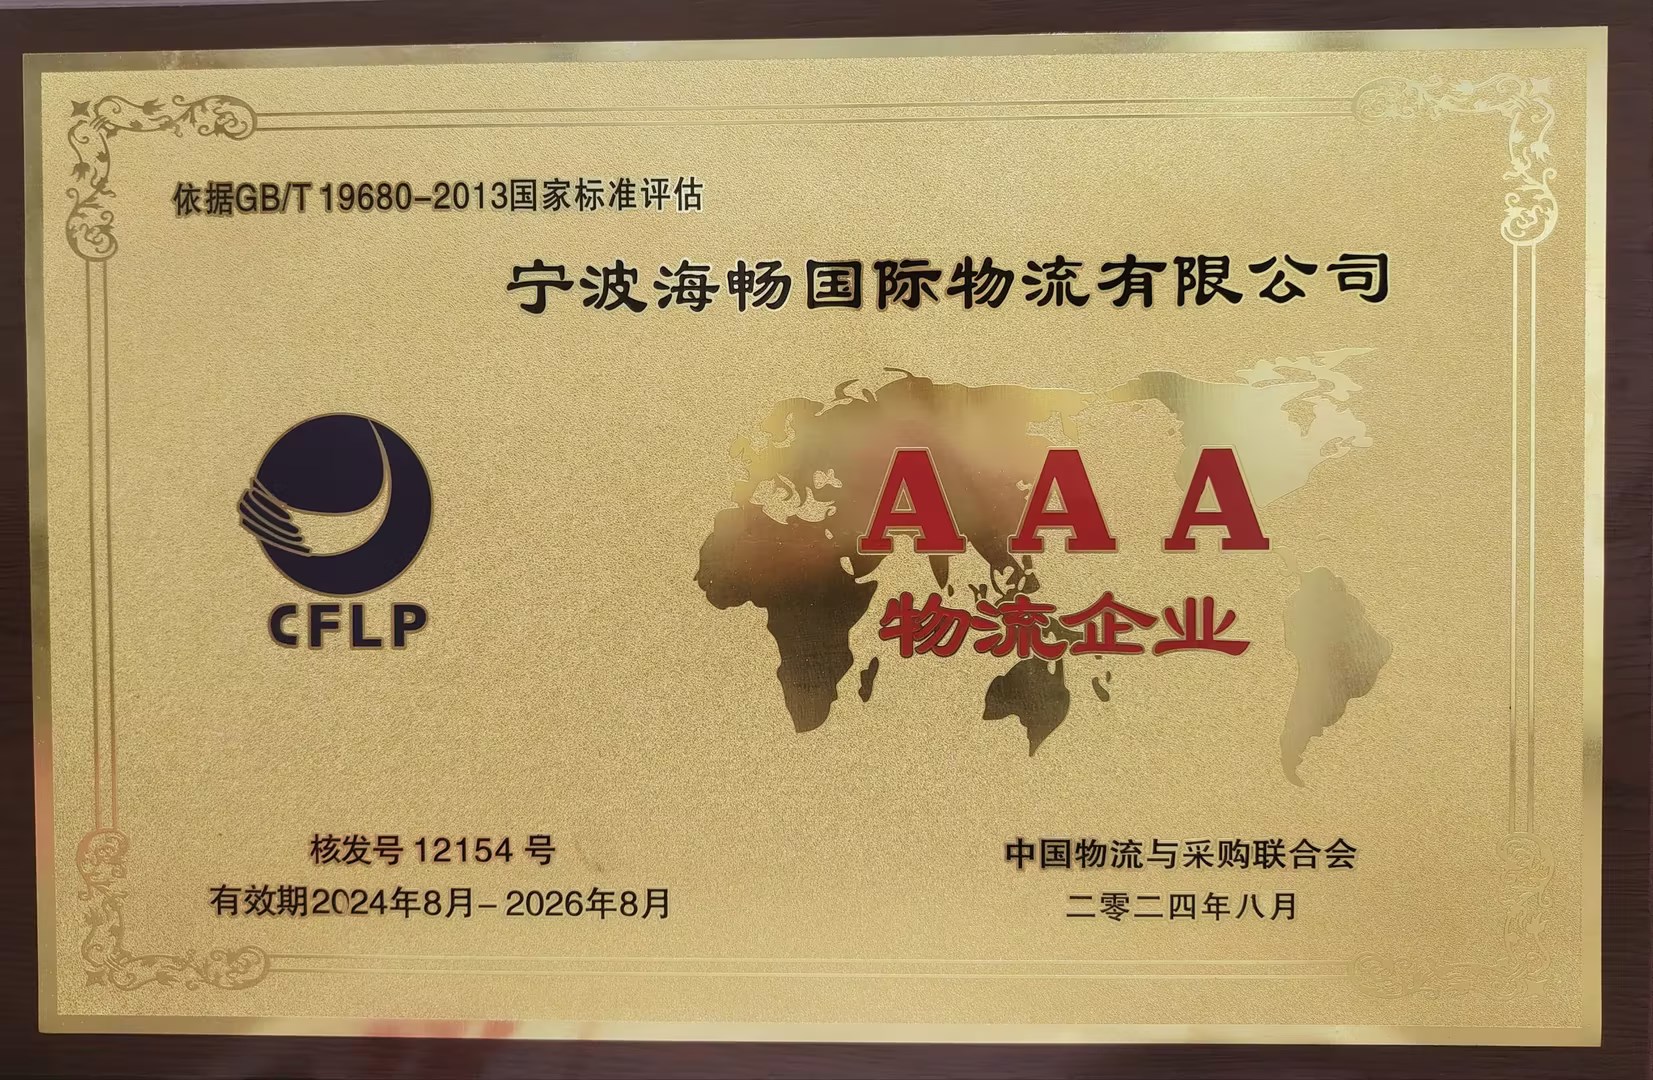 依据GB/T 19680-2013国家标准评估
宁波海畅国际物流有限公司
A A A
物流企业
CFLP
核发号 12154 号
有效期2024年8月- 2026年8月
中国物流与采购联合会
二零二四年八月